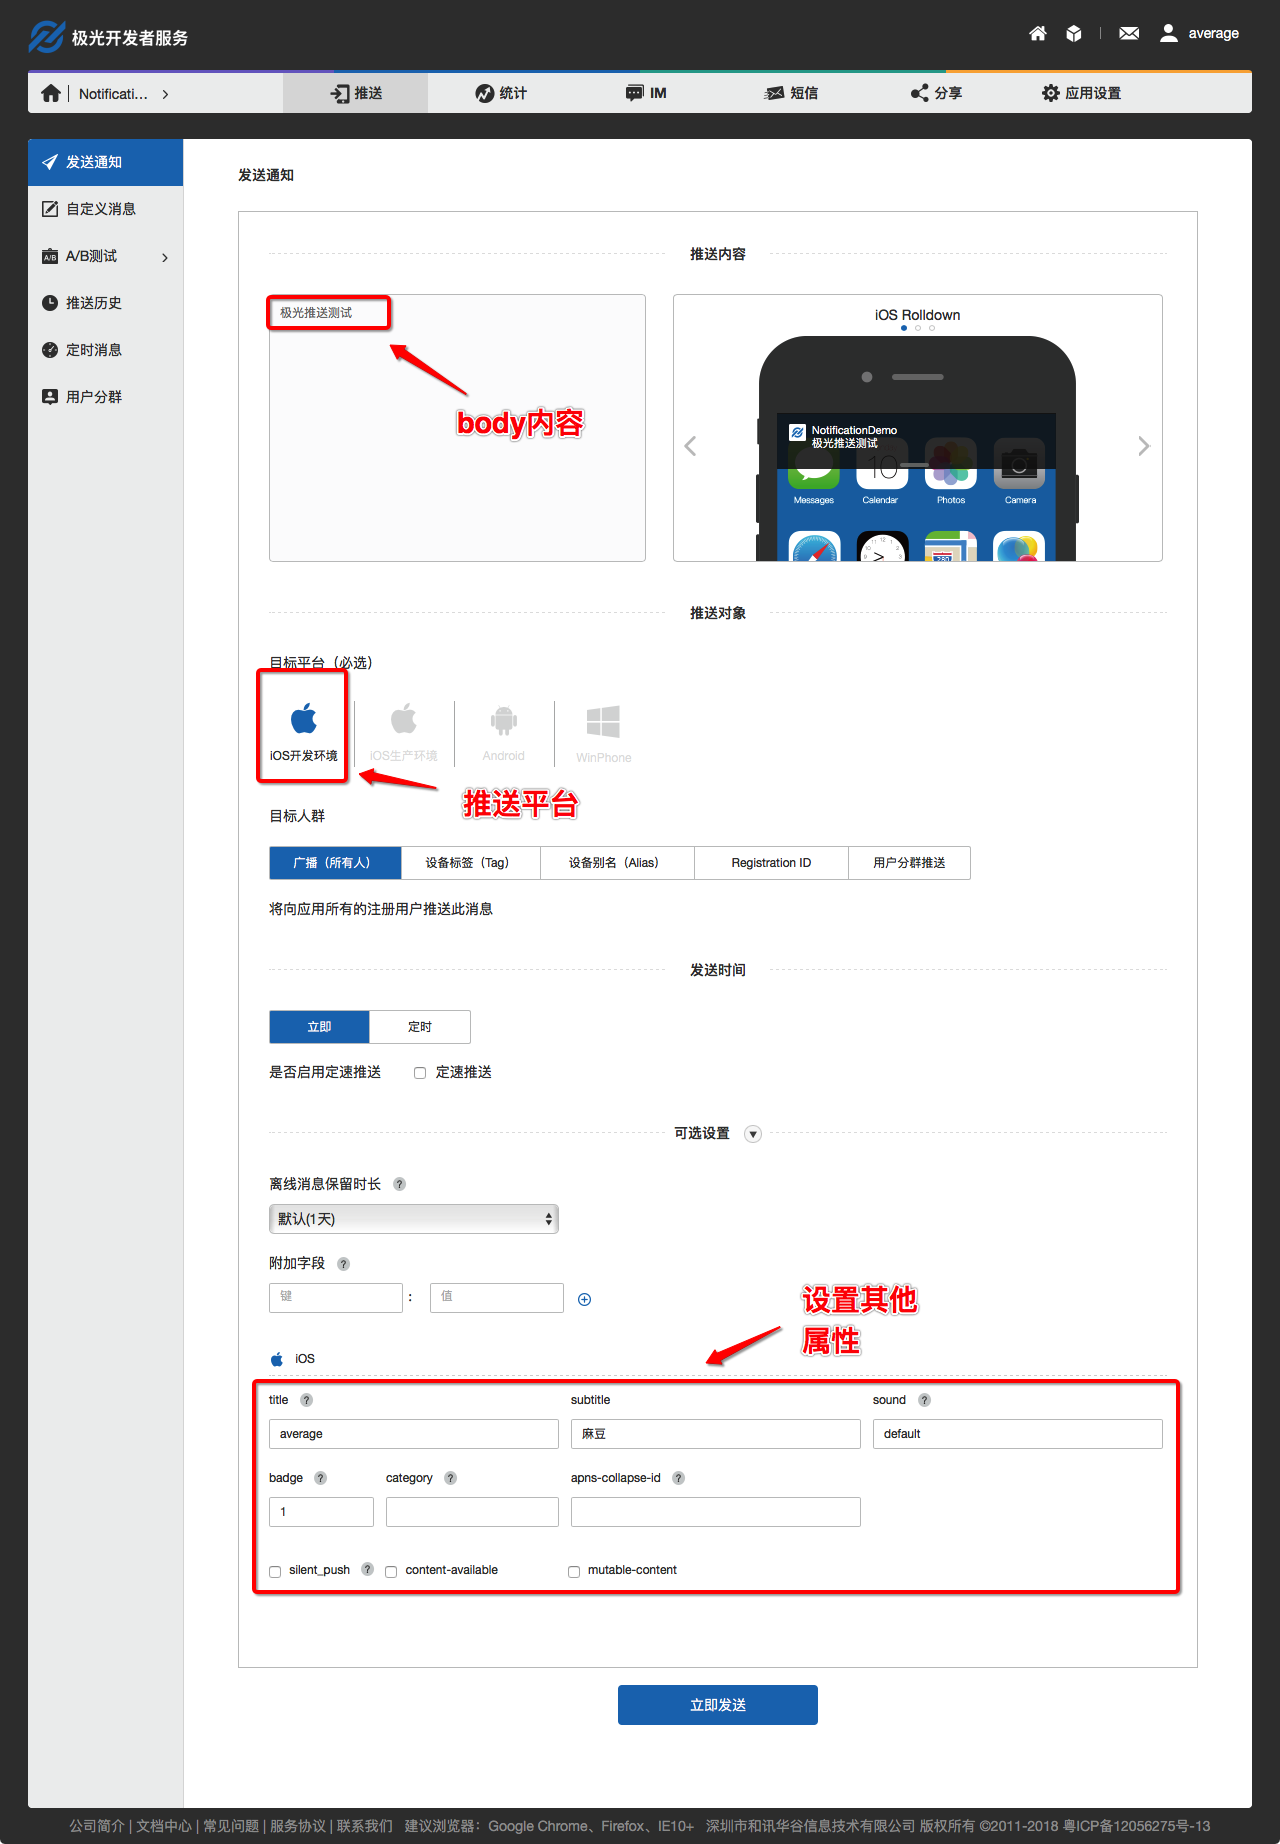 极光开发者服务
average
Notificati...
推送
统计
IM
短信
分享
应用设置
发送通知
自定义消息
A/B测试
推送历史
定时消息
用户分群
发送通知
推送内容
极光推送测试
body内容
iOS Rolldown
NotificationDemo
极光推送测试
10
Messages
Calendar
Photos
Camera
280
推送对象
目标平台（必选）
iOS开发环境
iOS生产环境
Android
WinPhone
推送平台
目标人群
广播（所有人）
设备标签（Tag）
设备别名（Alias）
Registration ID
用户分群推送
将向应用所有的注册用户推送此消息
发送时间
立即
定时
是否启用定速推送
定速推送
可选设置
离线消息保留时长 ?
默认(1天)
附加字段 ?
键 : 值
设置其他
属性
iOS
title ?
subtitle
sound ?
average
麻豆
default
badge ?
category ?
apns-collapse-id ?
1
silent_push ?
content-available
mutable-content
立即发送
公司简介 | 文档中心 | 常见问题 | 服务协议 | 联系我们 建议浏览器：Google Chrome、Firefox、IE10+ 深圳市和讯华谷信息技术有限公司 版权所有 ©2011-2018 粤ICP备12056275号-13